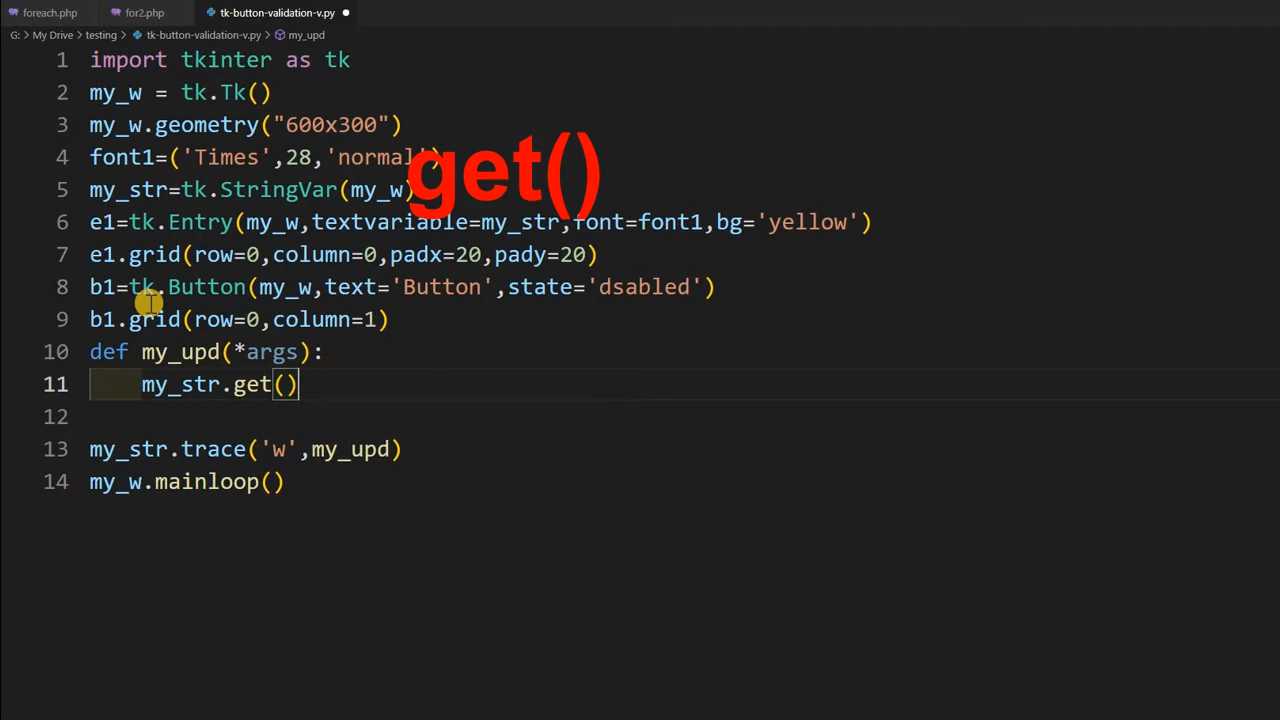 foreach.php for2.php tk-button-validation-v.py
G: > My Drive > testing > tk-button-validation-v.py > my_upd
1 import tkinter as tk
2 my_w = tk.Tk()
3 my_w.geometry("600x300")
4 font1=('Times',28,'normal')
get()
5 my_str=tk.StringVar(my_w)
6 e1=tk.Entry(my_w,textvariable=my_str,font=font1,bg='yellow')
7 e1.grid(row=0,column=0,padx=20,pady=20)
8 b1=tk.Button(my_w,text='Button',state='dsabled')
9 b1.grid(row=0,column=1)
10 def my_upd(*args):
11 my_str.get()
12
13 my_str.trace('w',my_upd)
14 my_w.mainloop()